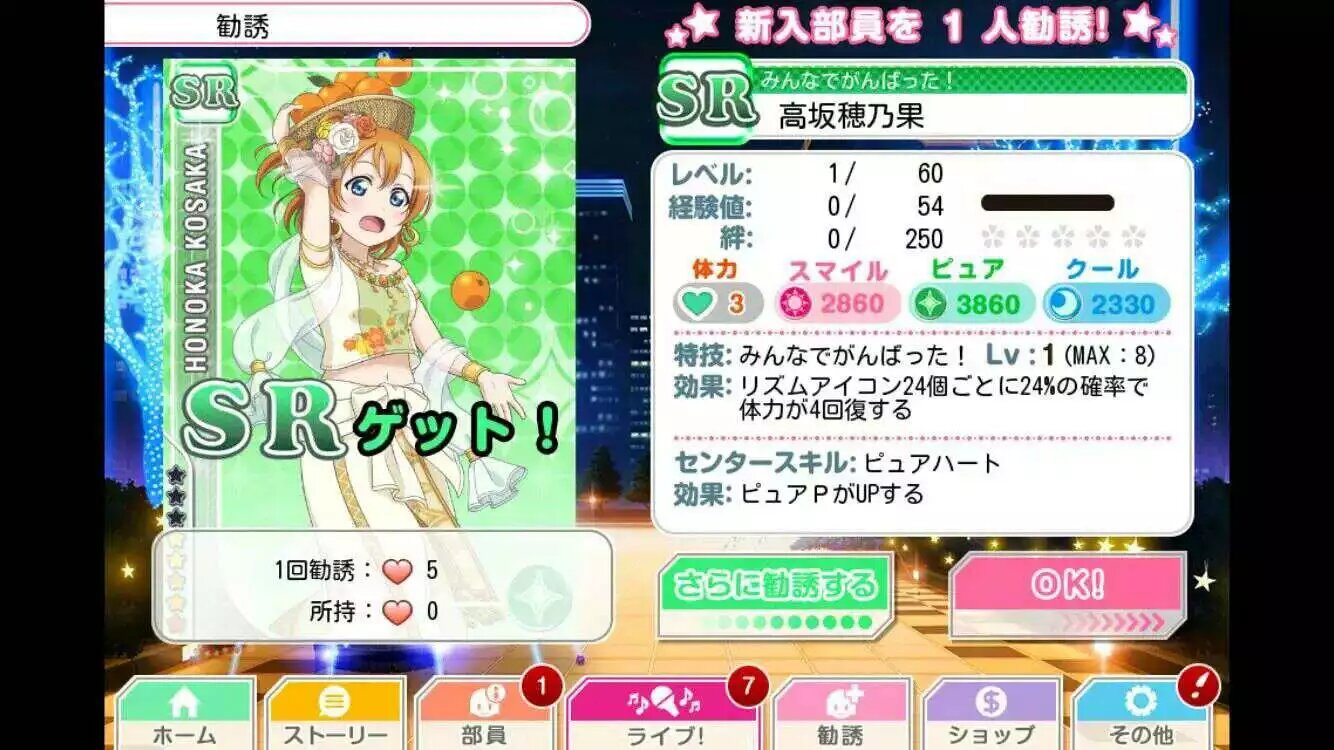 勧誘
SR
HONOKA KOSAKA
SRゲット！
1回勧誘： 5
所持： 0
新入部員を 1 人勧誘!
SR
みんなでがんばった！
高坂穂乃果
レベル: 1/ 60
経験値: 0/ 54
絆: 0/ 250
体力 スマイル ピュア クール
3 2860 3860 2330
特技: みんなでがんばった！ Lv：1 (MAX：8)
効果: リズムアイコン24個ごとに24%の確率で
体力が4回復する
センタースキル: ピュアハート
効果: ピュアＰがUPする
さらに勧誘する
OK!
1 7 !
ホーム ストーリー 部員 ライブ! 勧誘 ショップ その他